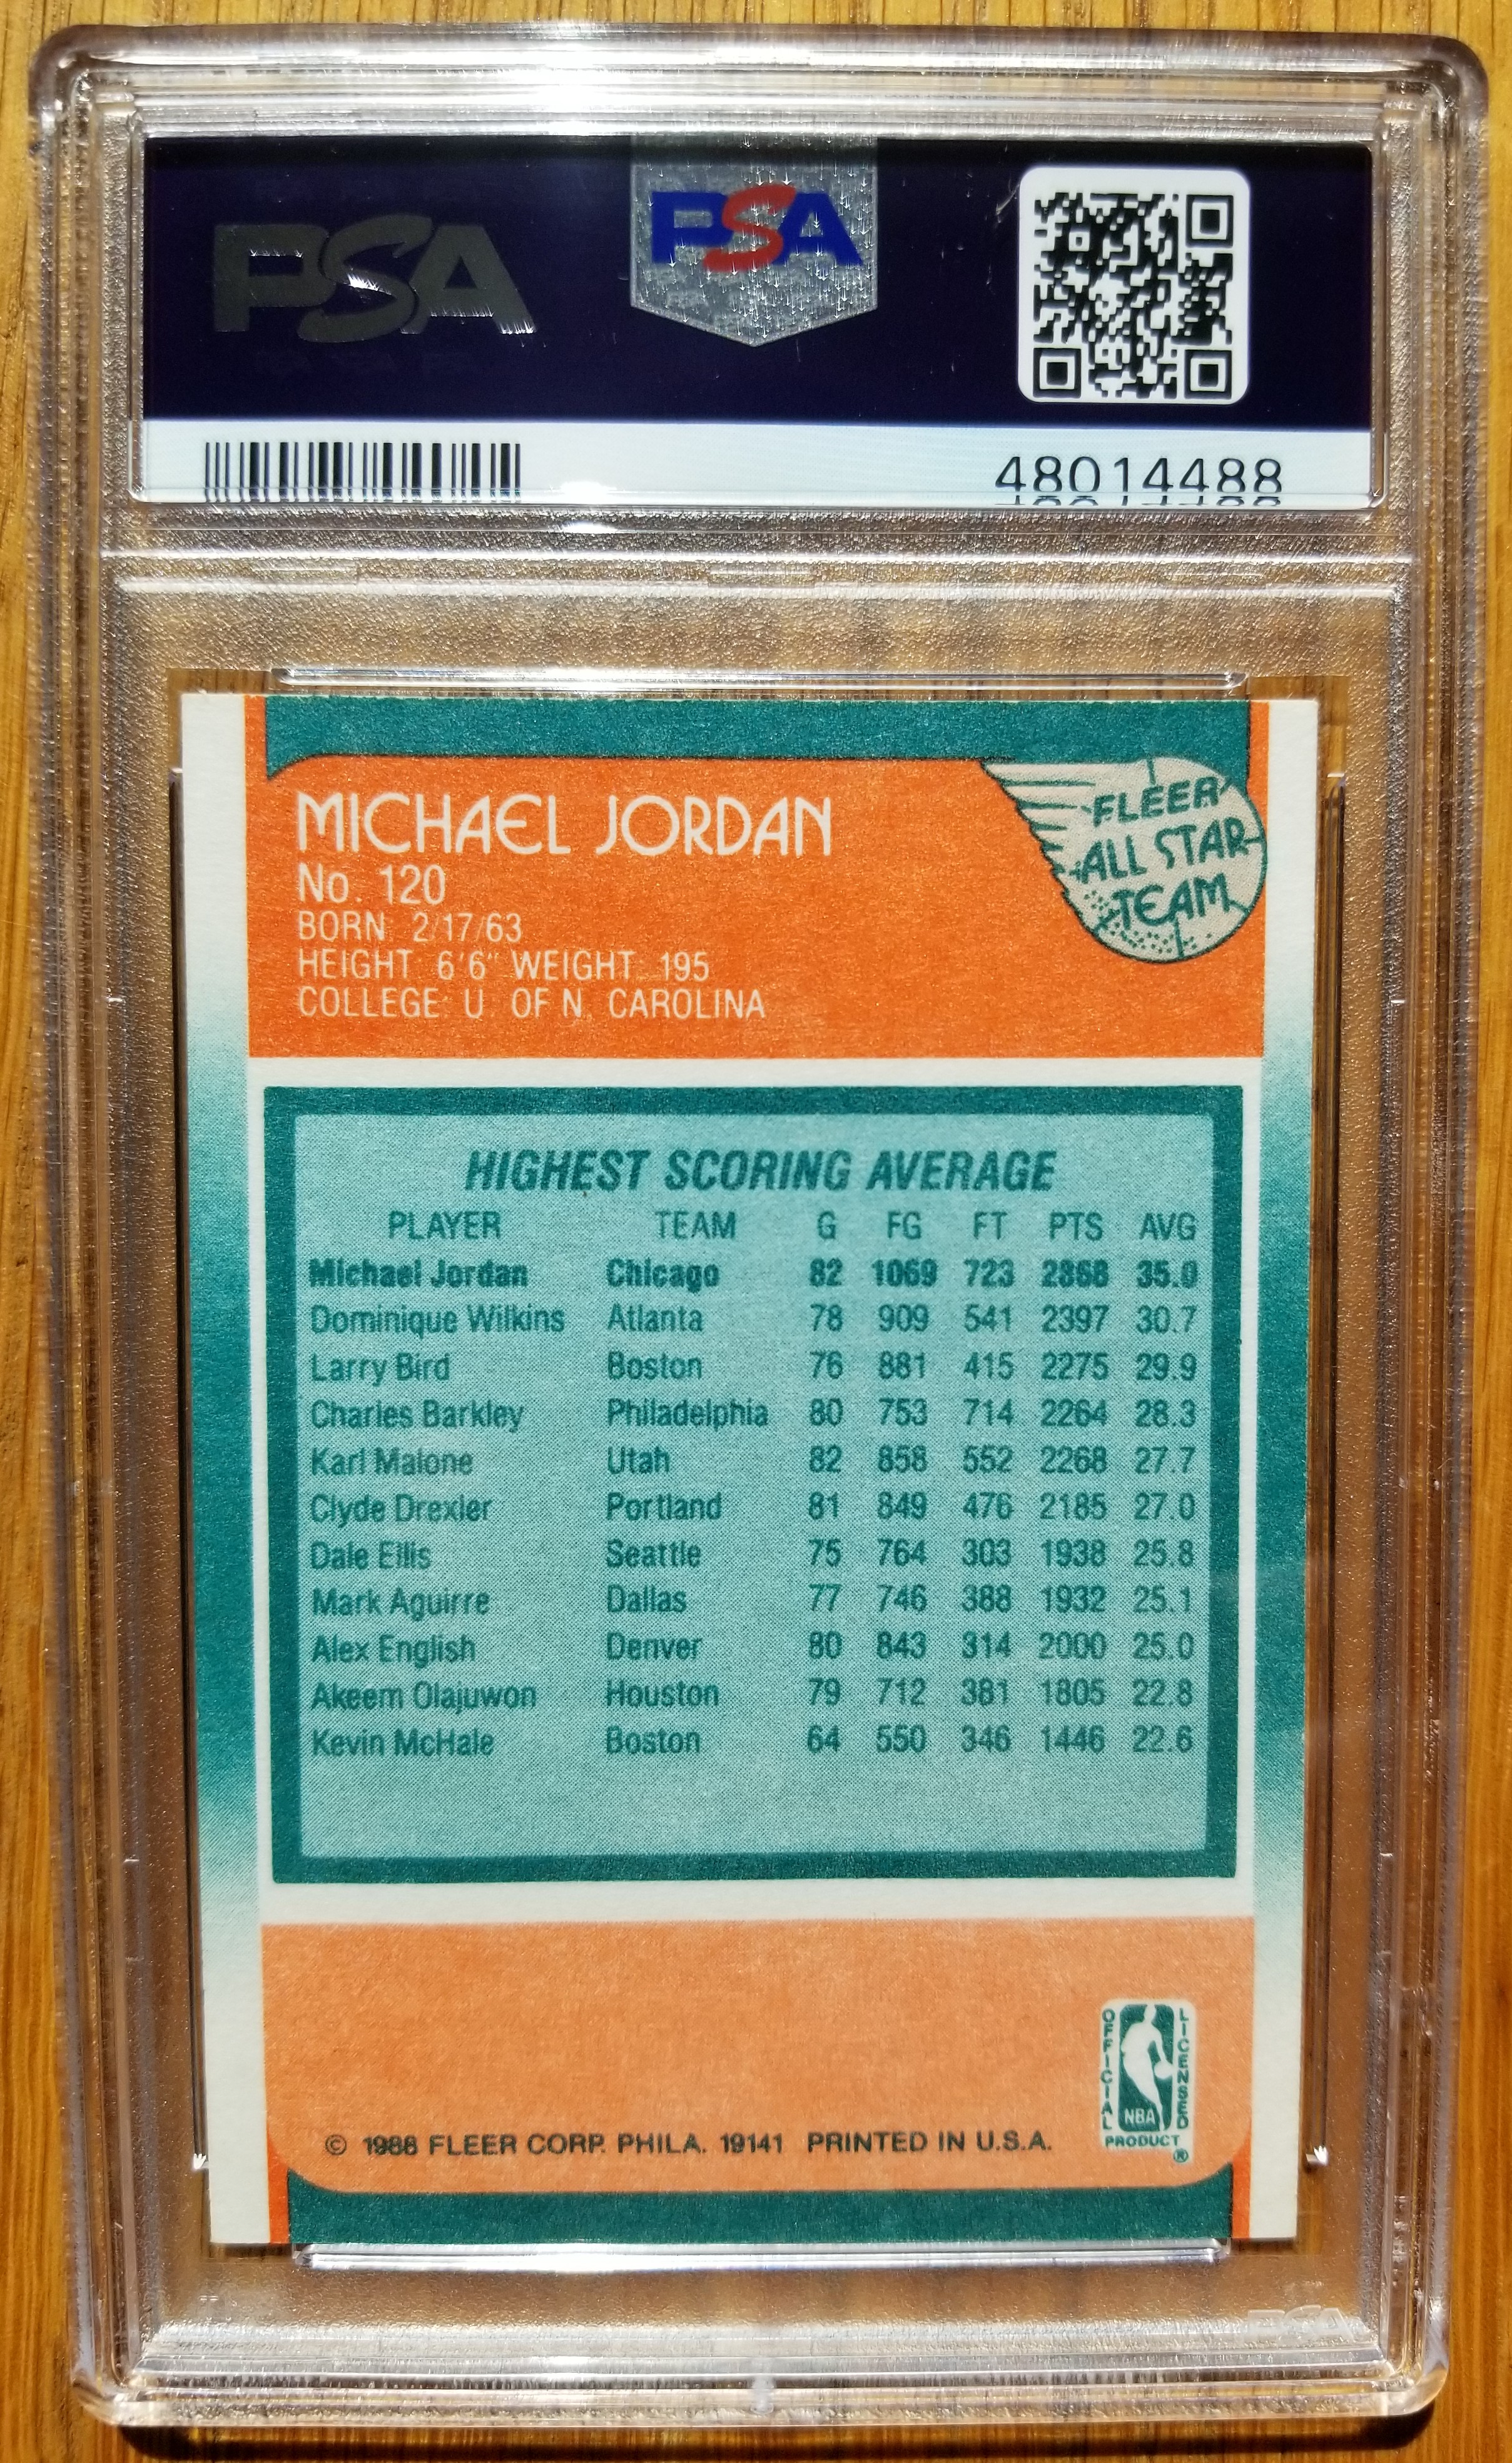 PSA PSA
48014488
MICHAEL JORDAN
No. 120
BORN: 2/17/63
HEIGHT: 6'6" WEIGHT: 195
COLLEGE: U. OF N. CAROLINA
FLEER
ALL STAR
TEAM
HIGHEST SCORING AVERAGE
PLAYER TEAM G FG FT PTS AVG
Michael Jordan Chicago 82 1069 723 2868 35.0
Dominique Wilkins Atlanta 78 909 541 2397 30.7
Larry Bird Boston 76 881 415 2275 29.9
Charles Barkley Philadelphia 80 753 714 2264 28.3
Karl Malone Utah 82 858 552 2268 27.7
Clyde Drexler Portland 81 849 476 2185 27.0
Dale Ellis Seattle 75 764 303 1938 25.8
Mark Aguirre Dallas 77 746 388 1932 25.1
Alex English Denver 80 843 314 2000 25.0
Akeem Olajuwon Houston 79 712 381 1805 22.8
Kevin McHale Boston 64 550 346 1446 22.6
OFFICIAL LICENSED
NBA
PRODUCT ®
© 1988 FLEER CORP. PHILA. 19141 PRINTED IN U.S.A.
PSA